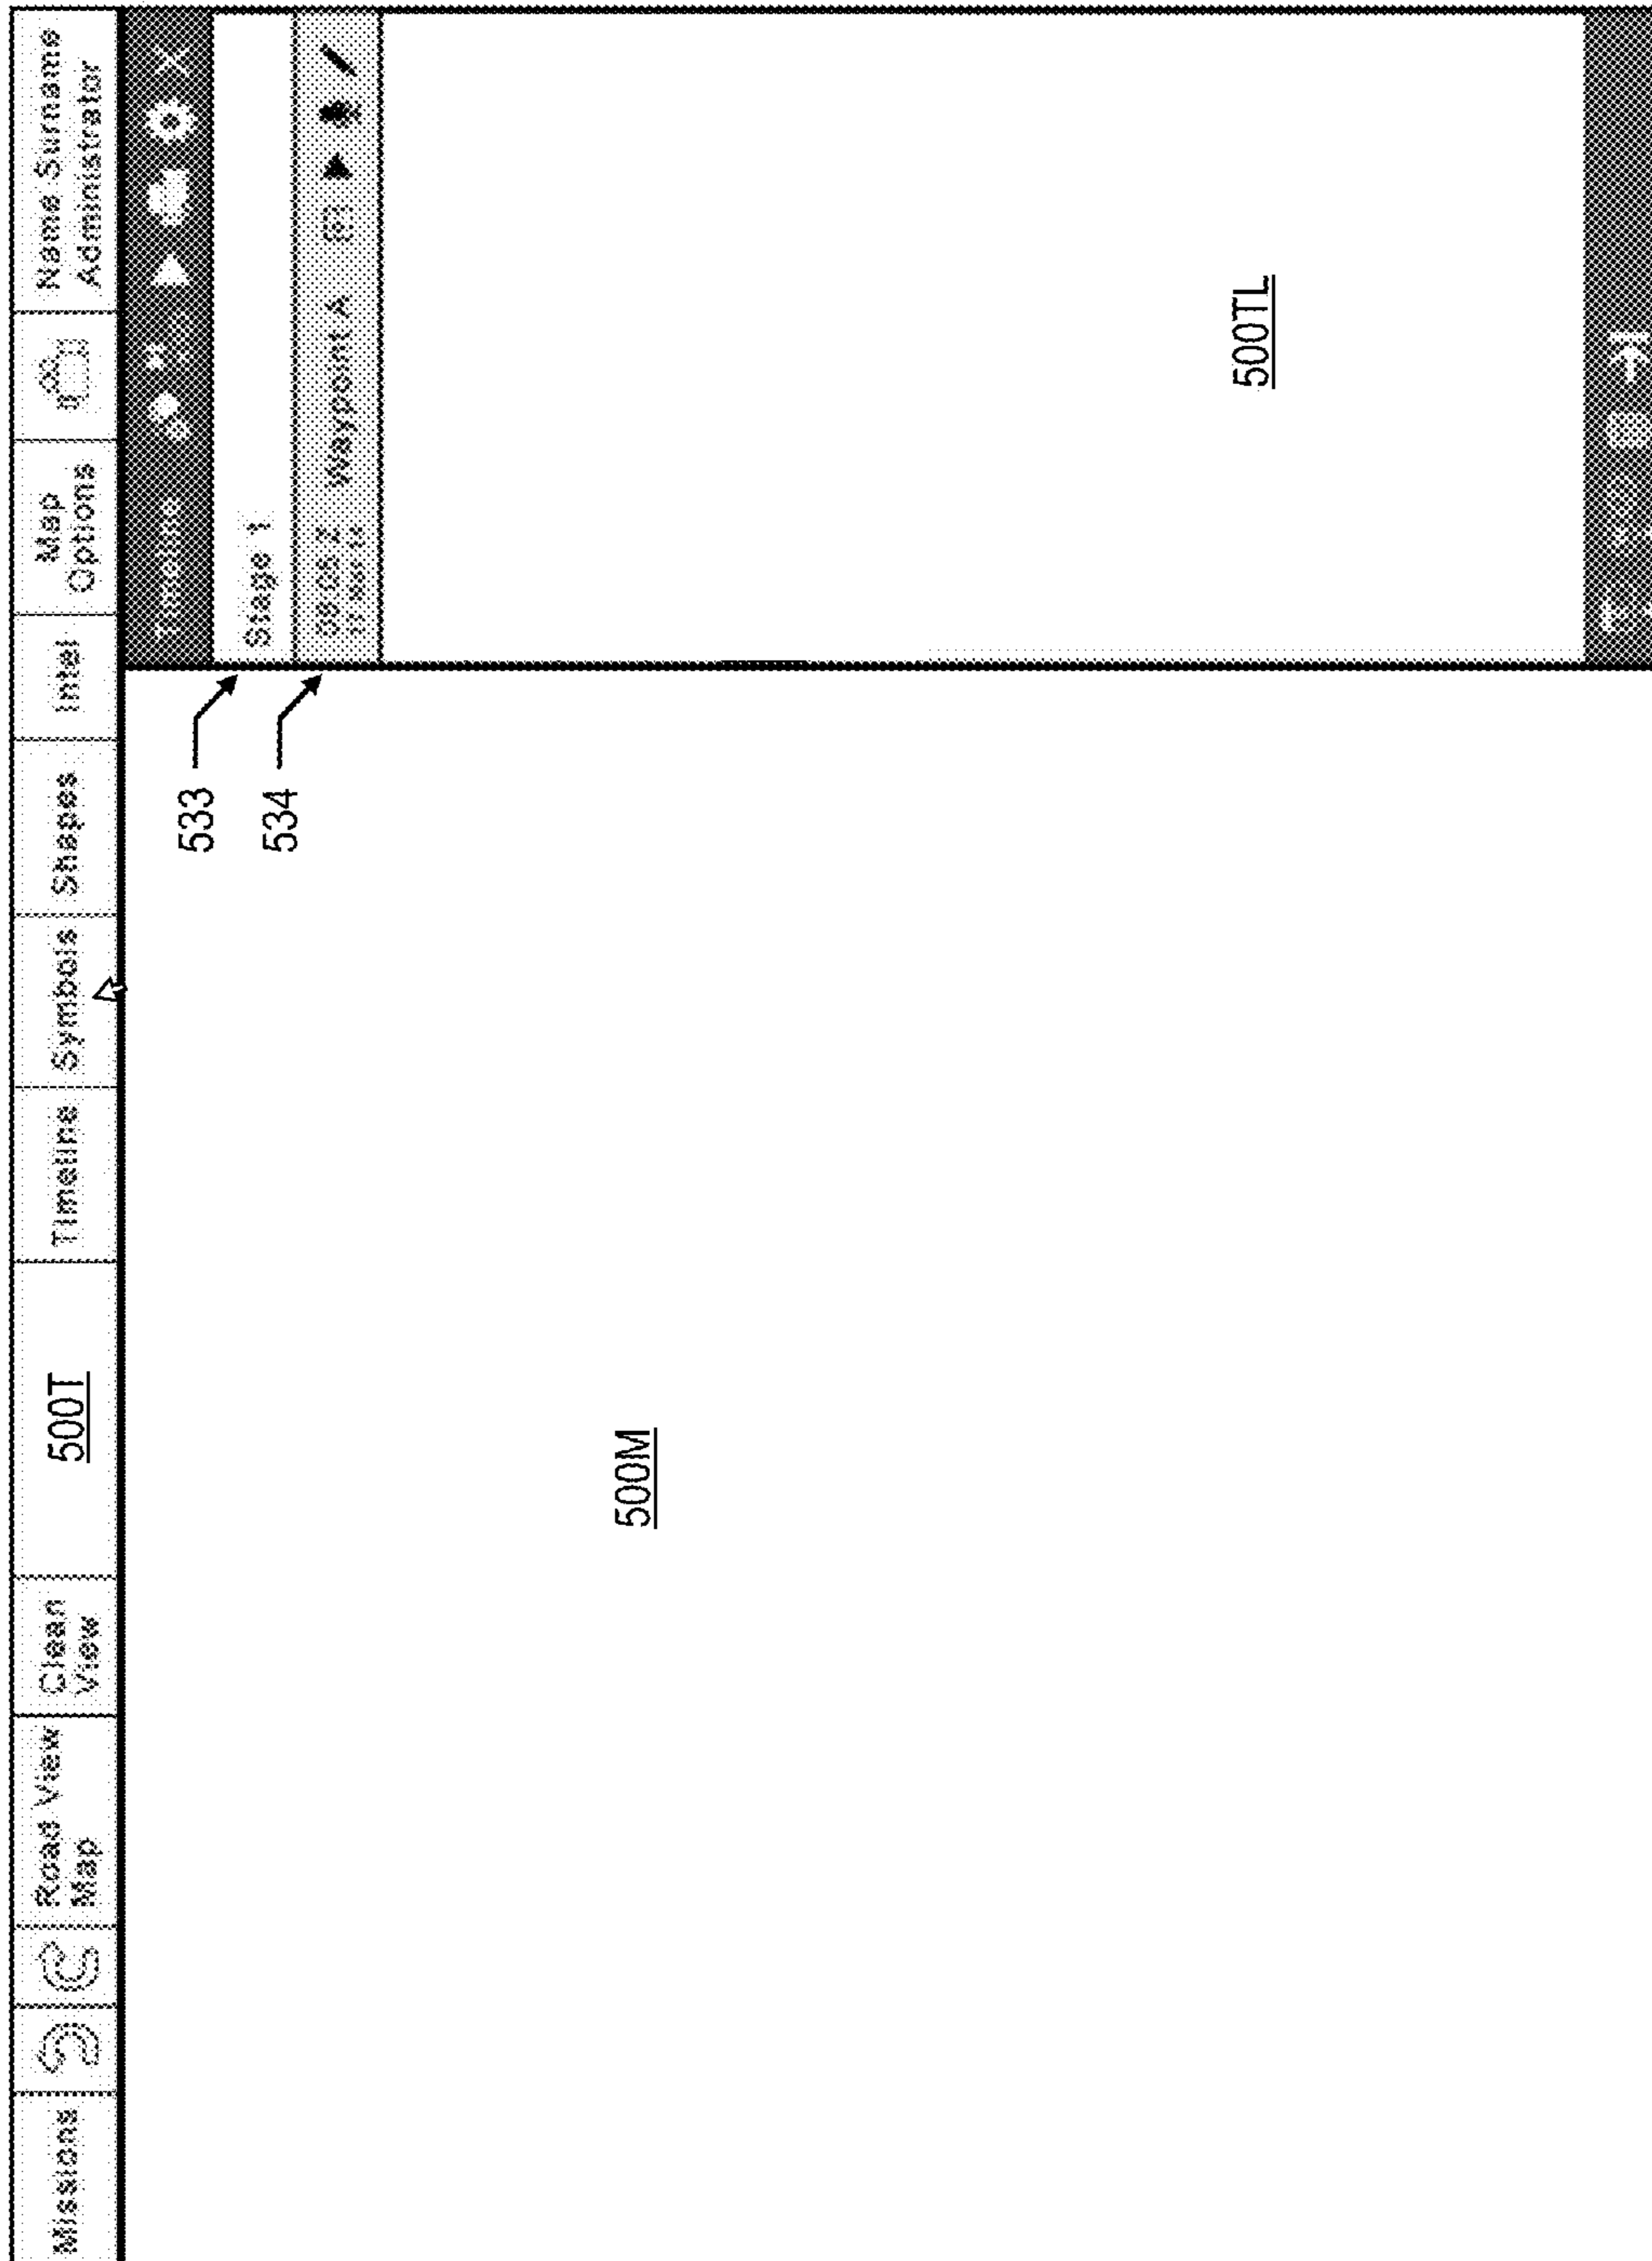 Missions
Road View
Map
Clean
View
500T
Timeline
Symbols
Shapes
Intel
Map
Options
Name Surname
Administrator
Timeline
533
Stage 1
534
Waypoint A
500M
500TL